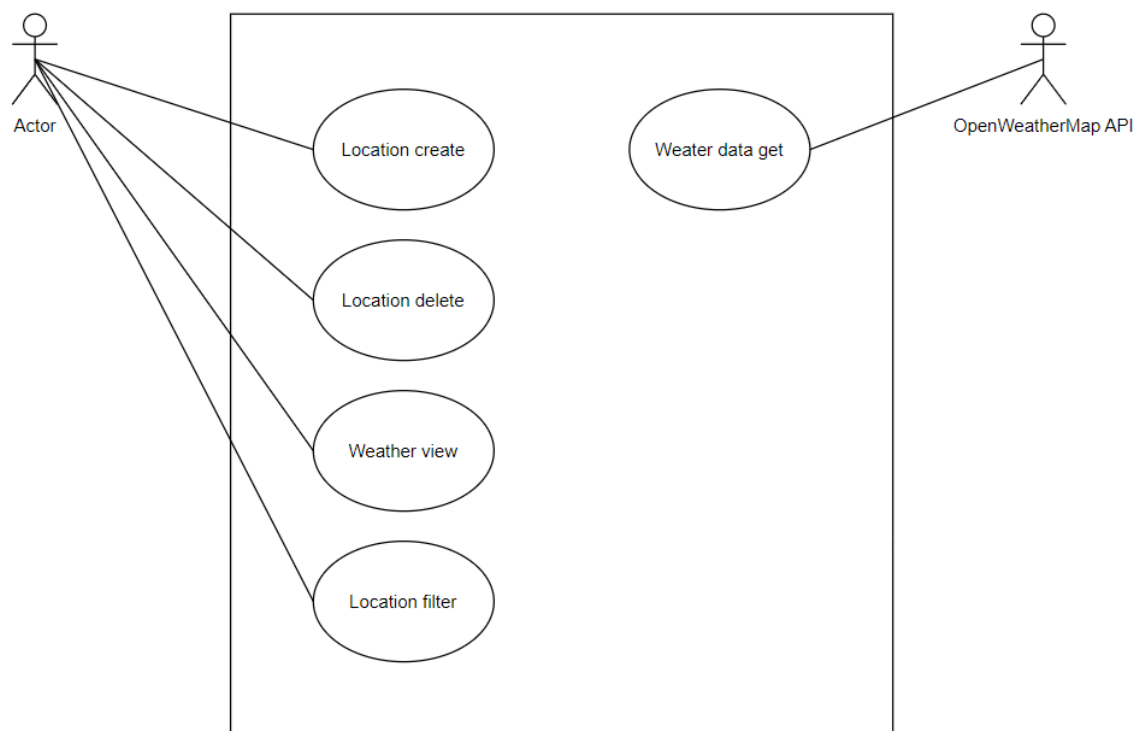 Actor
OpenWeatherMap API
Location create
Weater data get
Location delete
Weather view
Location filter